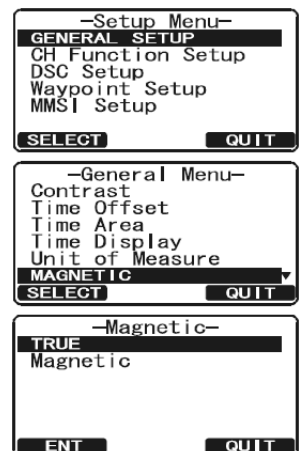 —Setup Menu—
GENERAL SETUP
CH Function Setup
DSC Setup
Waypoint Setup
MMSI Setup
SELECT QUIT
—General Menu—
Contrast
Time Offset
Time Area
Time Display
Unit of Measure
MAGNETIC
SELECT QUIT
—Magnetic—
TRUE
Magnetic
ENT QUIT